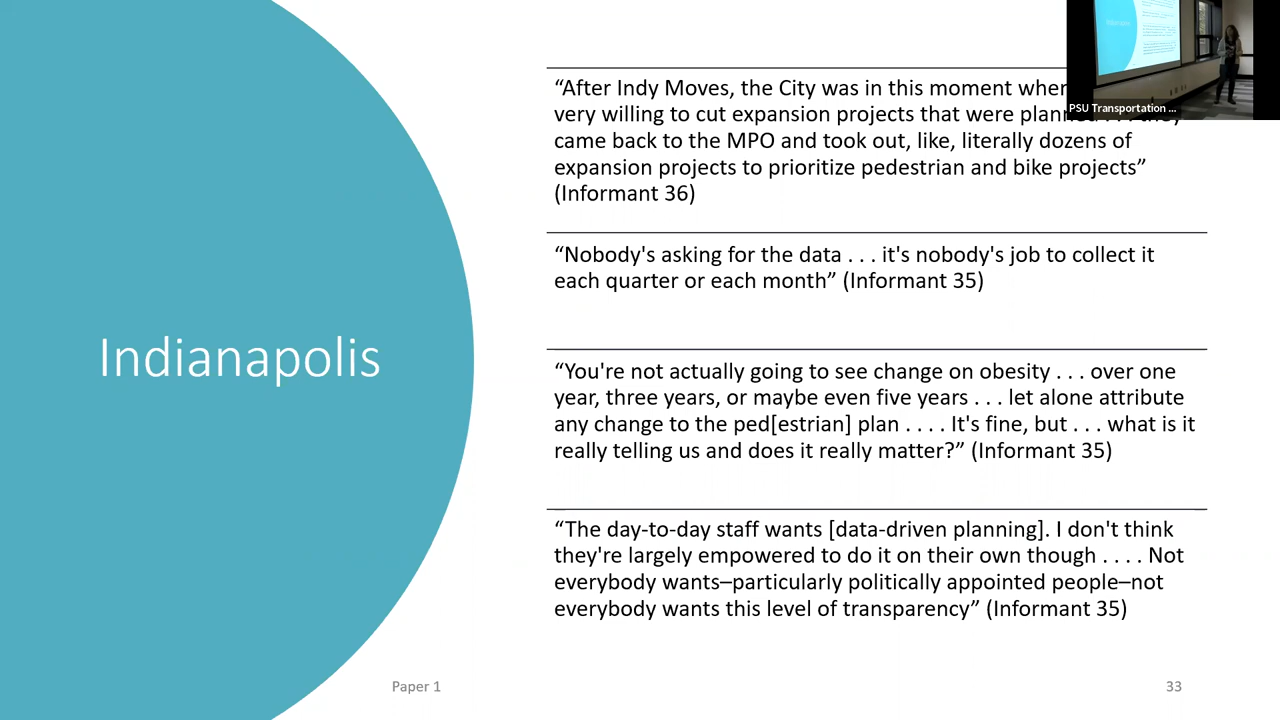 PSU Transportation ...
“After Indy Moves, the City was in this moment
very willing to cut expansion projects that were
came back to the MPO and took out, like, literally dozens of
expansion projects to prioritize pedestrian and bike projects”
(Informant 36)
“Nobody's asking for the data . . . it's nobody's job to collect it
each quarter or each month” (Informant 35)
Indianapolis
“You're not actually going to see change on obesity . . . over one
year, three years, or maybe even five years . . . let alone attribute
any change to the ped[estrian] plan . . . . It's fine, but . . . what is it
really telling us and does it really matter?” (Informant 35)
“The day-to-day staff wants [data-driven planning]. I don't think
they're largely empowered to do it on their own though . . . . Not
everybody wants–particularly politically appointed people–not
everybody wants this level of transparency” (Informant 35)
Paper 1
33